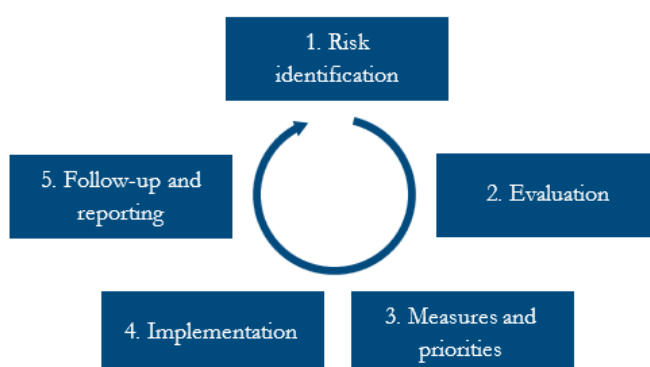 1. Risk
identification
2. Evaluation
3. Measures and
priorities
4. Implementation
5. Follow-up and
reporting